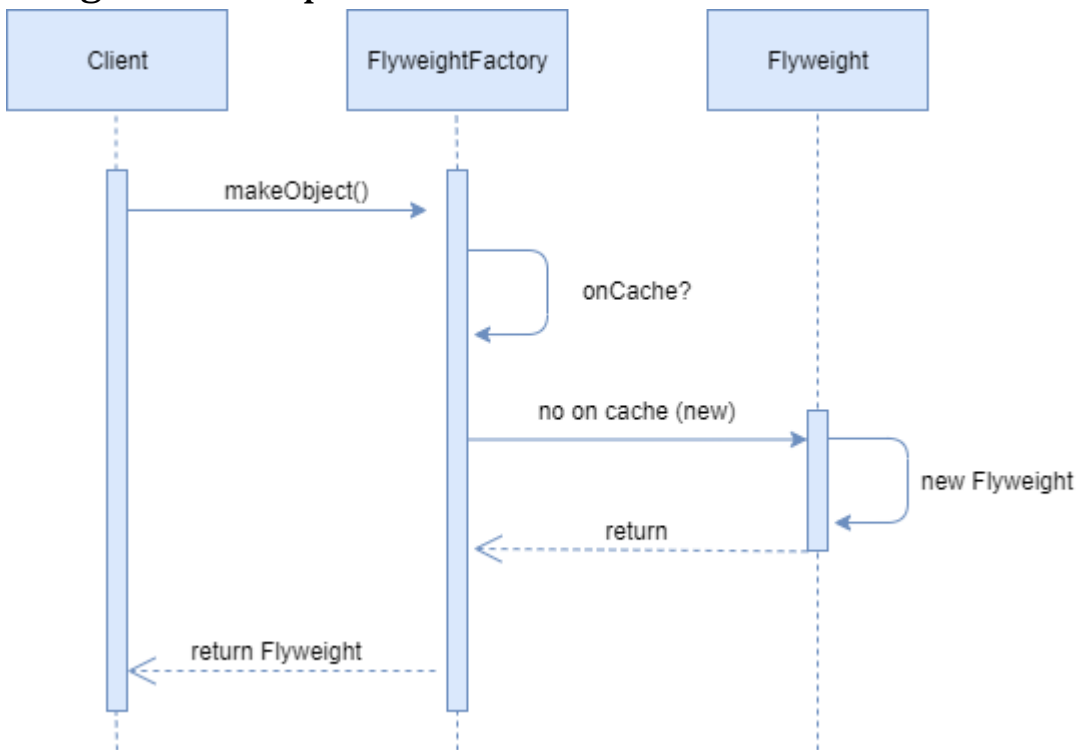 Client
FlyweightFactory
Flyweight
makeObject()
onCache?
no on cache (new)
new Flyweight
return
return Flyweight